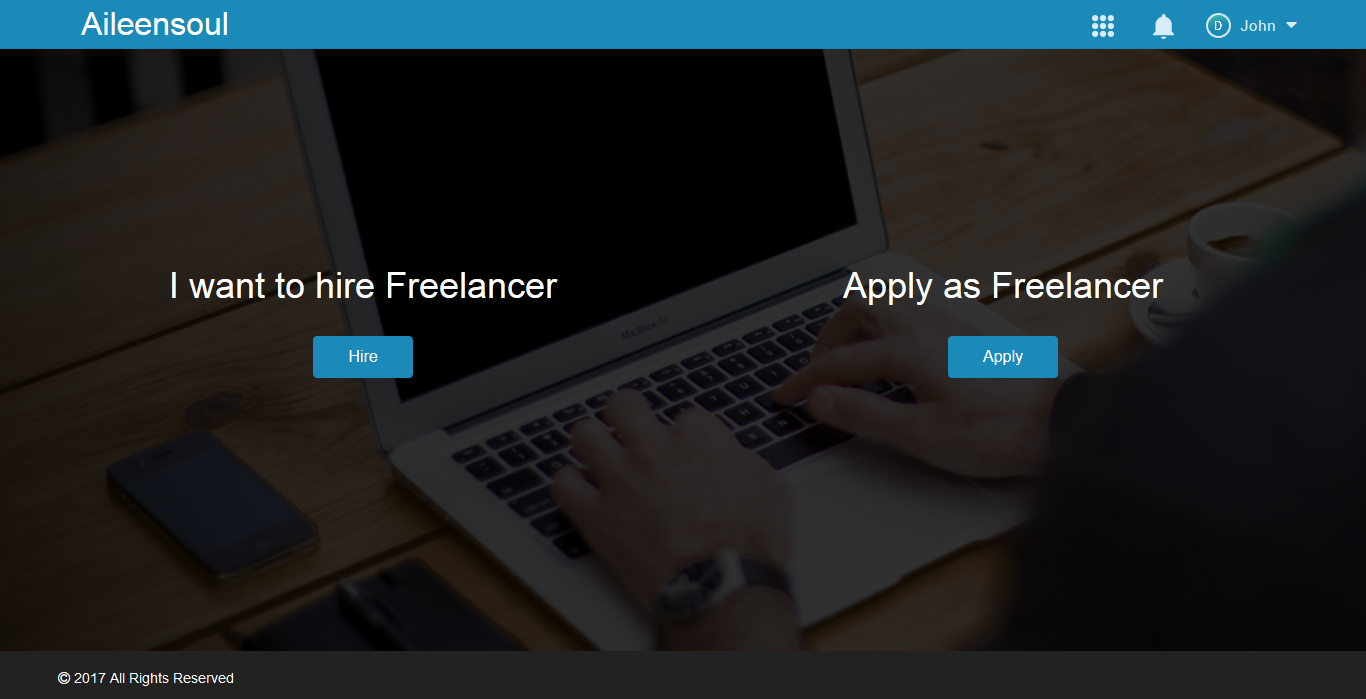 Aileensoul
D John
I want to hire Freelancer
Apply as Freelancer
Hire
Apply
MacBook Air
© 2017 All Rights Reserved